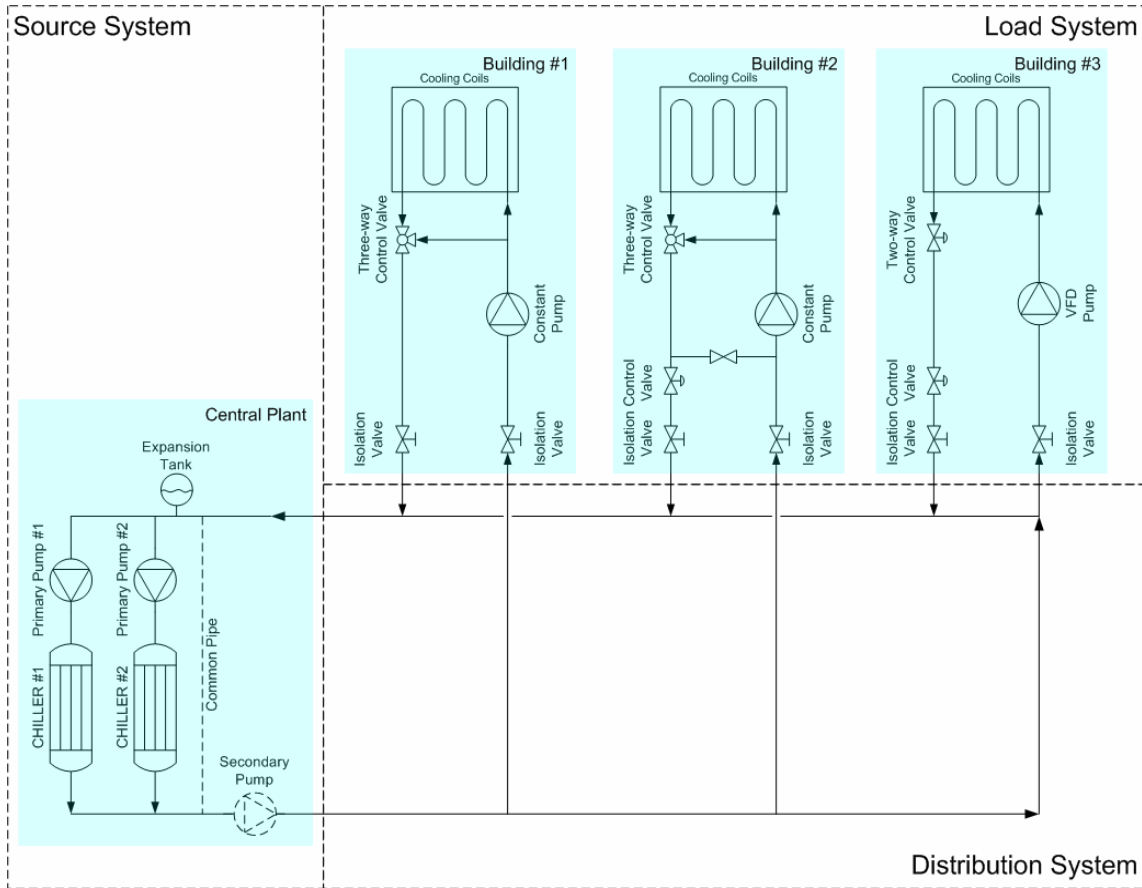 Source System
Load System
Building #1
Cooling Coils
Three-way
Control Valve
Constant
Pump
Isolation
Valve
Isolation
Valve
Building #2
Cooling Coils
Three-way
Control Valve
Constant
Pump
Control
Valve
Isolation
Valve
Isolation
Valve
Building #3
Cooling Coils
Two-way
Control Valve
VFD
Pump
Control
Valve
Isolation
Valve
Isolation
Valve
Central Plant
Expansion
Tank
Primary Pump #1
Primary Pump #2
Common Pipe
CHILLER #1
CHILLER #2
Secondary
Pump
Distribution System